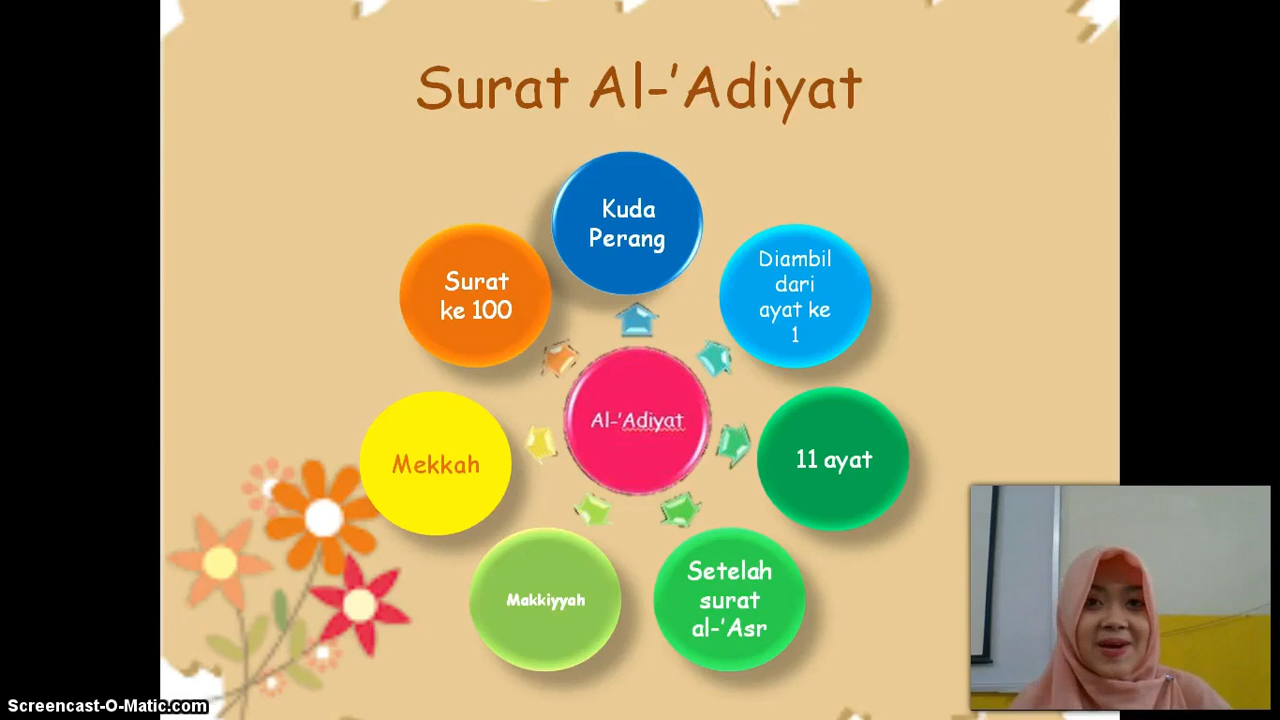 Surat Al-'Adiyat
Kuda
Perang
Diambil
dari
ayat ke
1
11 ayat
Setelah
surat
al-'Asr
Makkiyyah
Mekkah
Surat
ke 100
Al-'Adiyat
Screencast-O-Matic.com